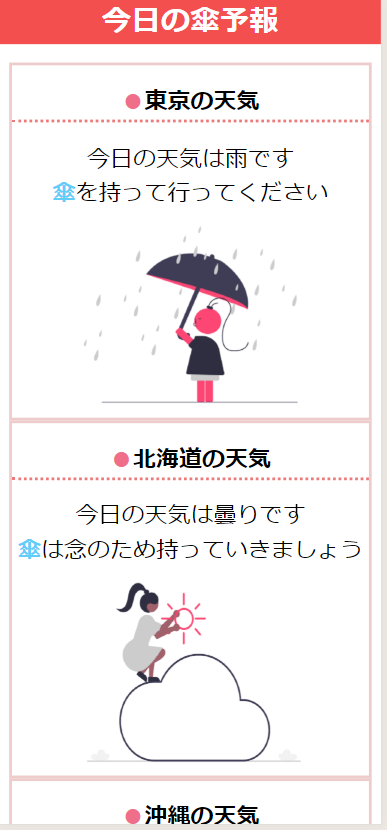 今日の傘予報
●東京の天気
今日の天気は雨です
傘を持って行ってください
●北海道の天気
今日の天気は曇りです
傘は念のため持っていきましょう
●沖縄の天気